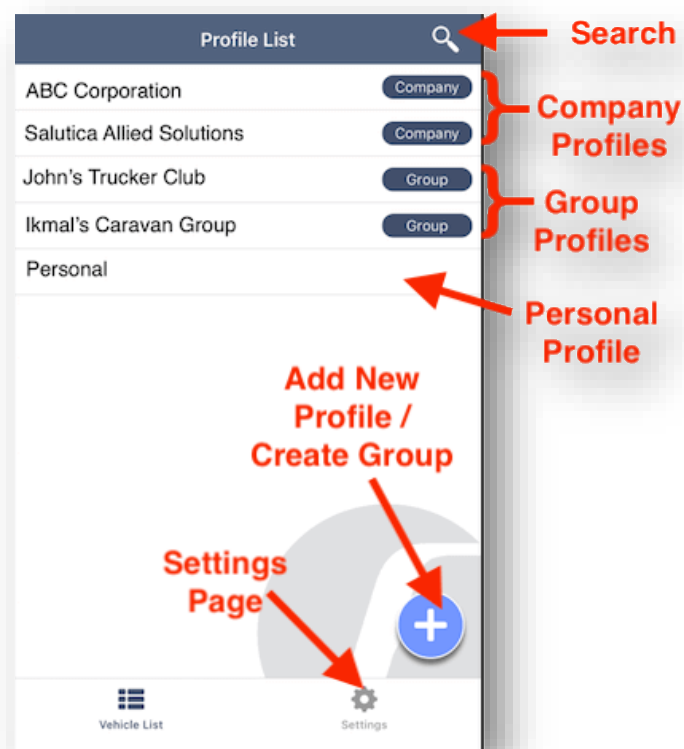 Profile List
Search
ABC Corporation Company
Salutica Allied Solutions Company
Company
Profiles
John's Trucker Club Group
Ikmal's Caravan Group Group
Group
Profiles
Personal
Personal
Profile
Add New
Profile /
Create Group
Settings
Page
Vehicle List
Settings